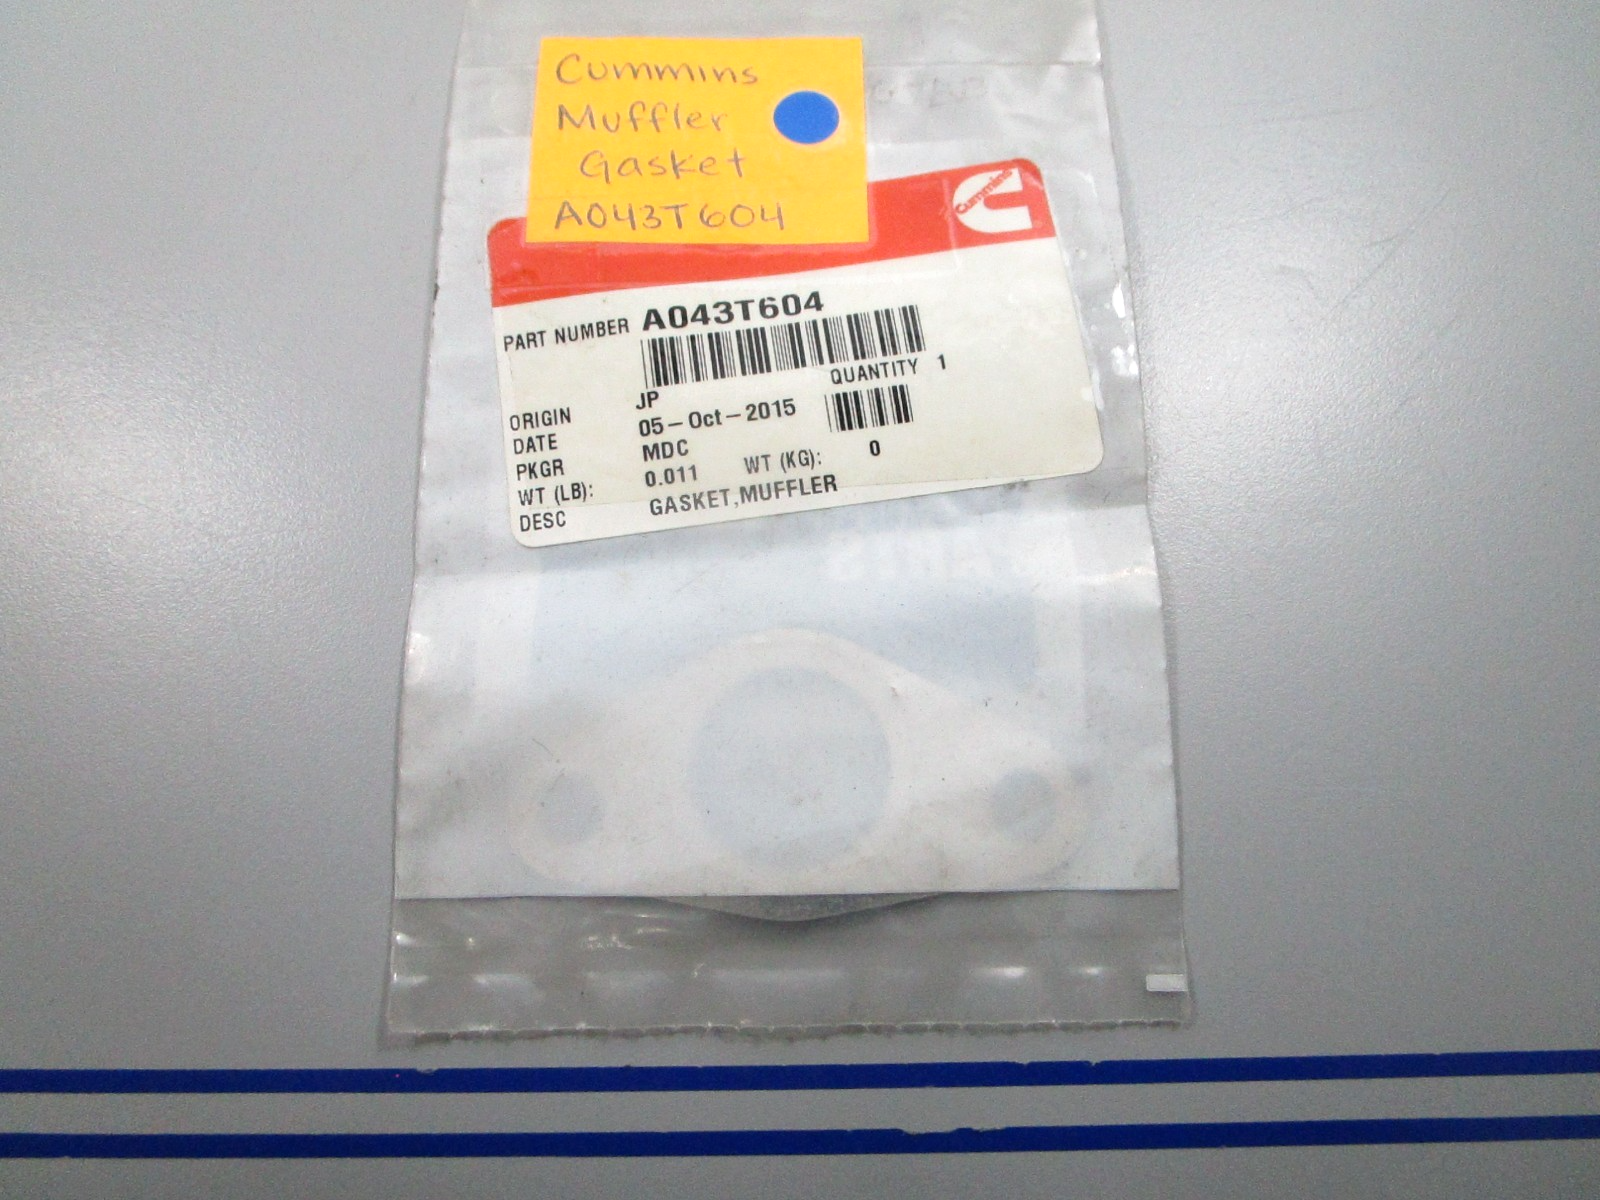 Cummins
Muffler
Gasket
A043T604
Cummins
PART NUMBER A043T604
QUANTITY 1
ORIGIN JP
DATE 05-Oct-2015
PKGR MDC
WT (LB): 0.011 WT (KG): 0
DESC GASKET,MUFFLER